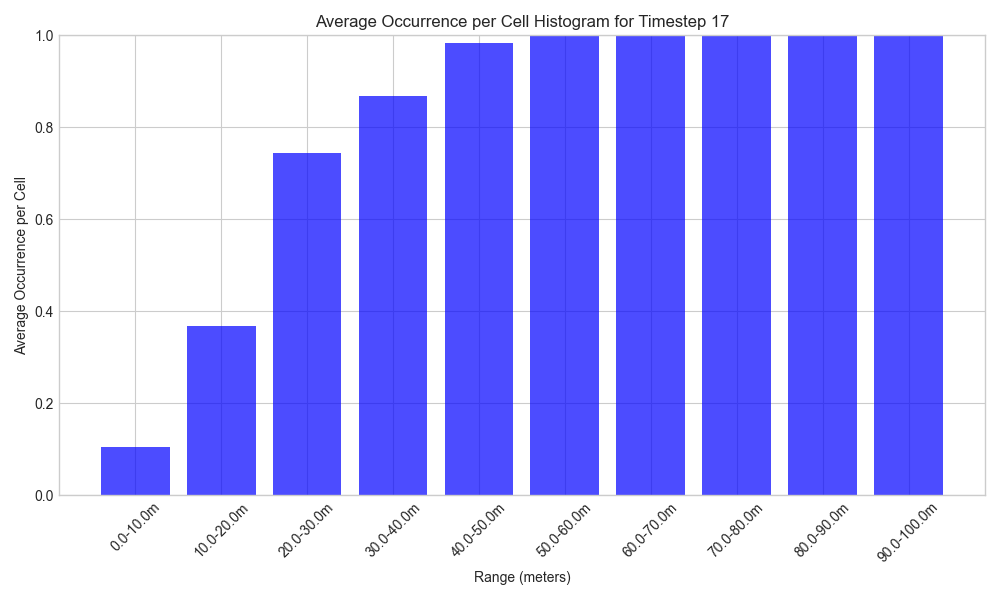 Average Occurrence per Cell Histogram for Timestep 17
Average Occurrence per Cell
1.0
0.8
0.6
0.4
0.2
0.0
0.0-10.0m
10.0-20.0m
20.0-30.0m
30.0-40.0m
40.0-50.0m
50.0-60.0m
60.0-70.0m
70.0-80.0m
80.0-90.0m
90.0-100.0m
Range (meters)